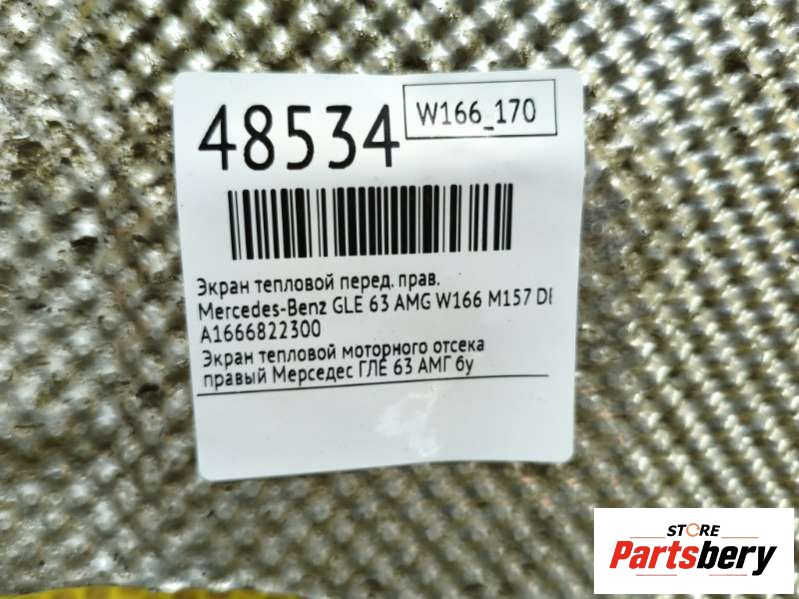 48534
W166_170
Экран тепловой перед. прав.
Mercedes-Benz GLE 63 AMG W166 M157 DE
A1666822300
Экран тепловой моторного отсека
правый Мерседес ГЛЕ 63 АМГ бу
STORE
Partsbery